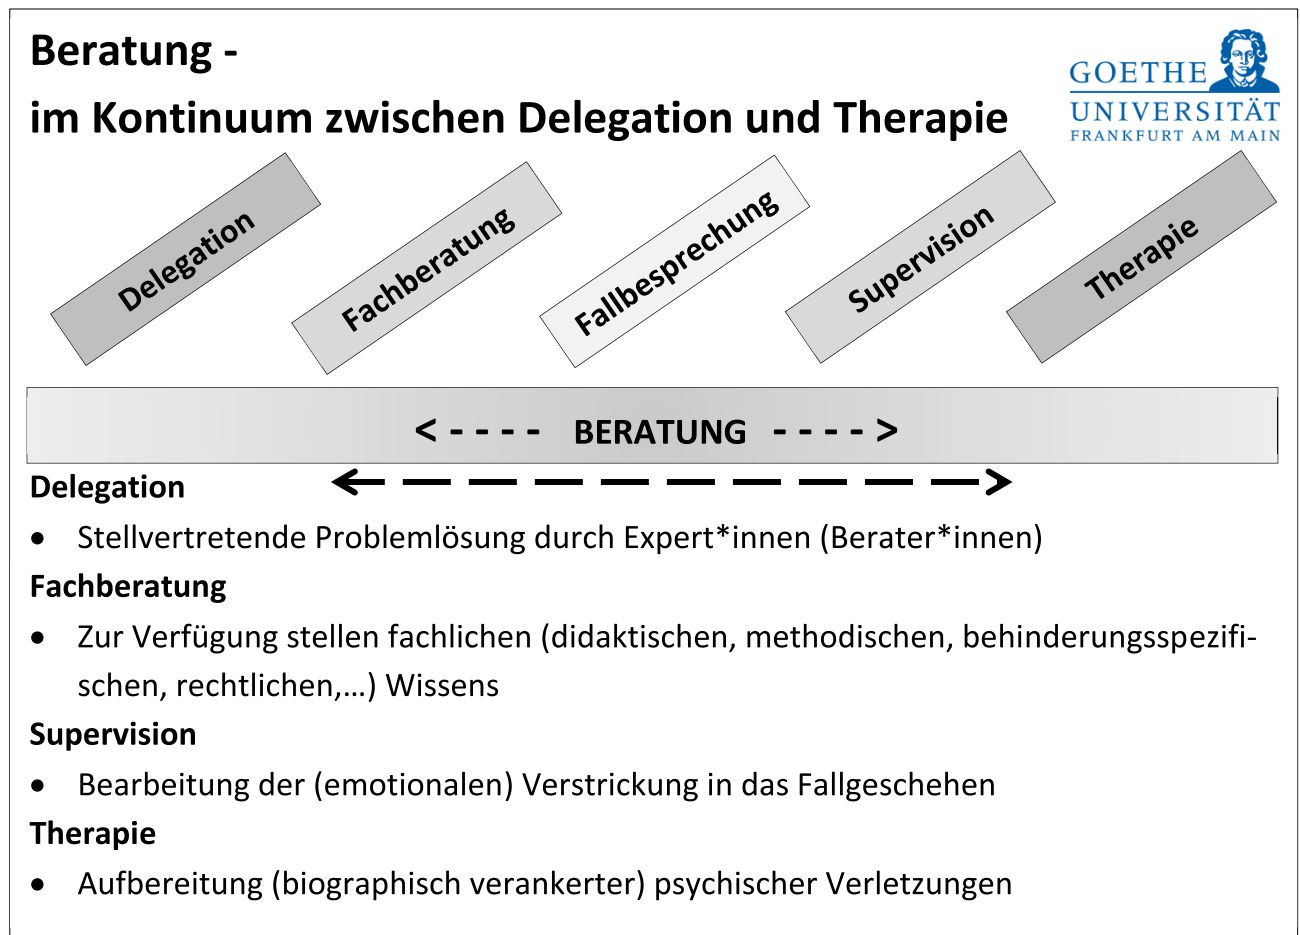 Beratung -
im Kontinuum zwischen Delegation und Therapie
GOETHE
UNIVERSITÄT
FRANKFURT AM MAIN
Delegation
Fachberatung
Fallbesprechung
Supervision
Therapie
< - - - - BERATUNG - - - - >
Delegation
• Stellvertretende Problemlösung durch Expert*innen (Berater*innen)
Fachberatung
• Zur Verfügung stellen fachlichen (didaktischen, methodischen, behinderungsspezifi-
schen, rechtlichen,…) Wissens
Supervision
• Bearbeitung der (emotionalen) Verstrickung in das Fallgeschehen
Therapie
• Aufbereitung (biographisch verankerter) psychischer Verletzungen